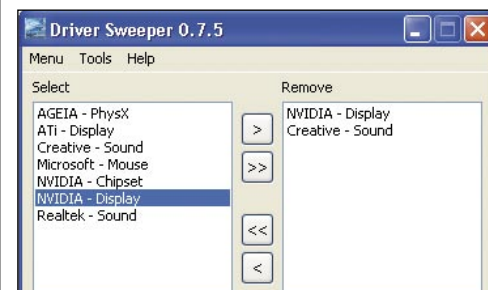 Driver Sweeper 0.7.5
Menu Tools Help
Select
Remove
AGEIA - PhysX
ATi - Display
Creative - Sound
Microsoft - Mouse
NVIDIA - Chipset
NVIDIA - Display
Realtek - Sound
>
>>
<<
<
NVIDIA - Display
Creative - Sound